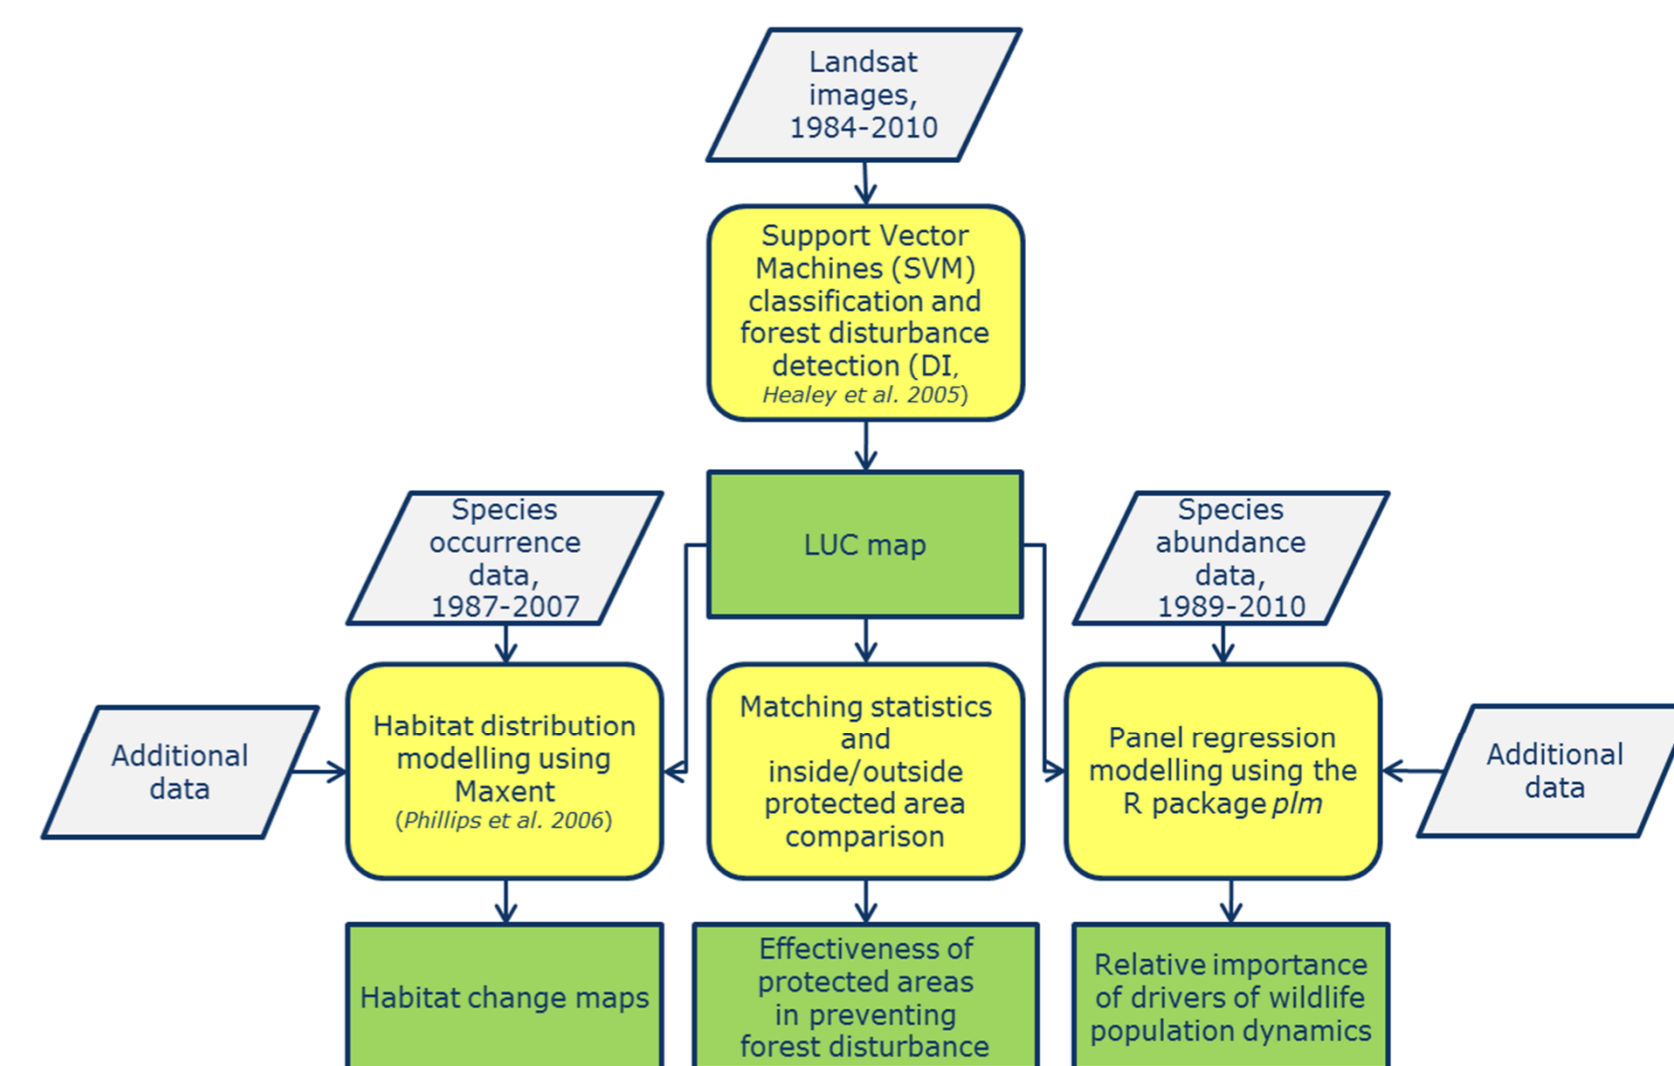 Landsat
images,
1984-2010
Support Vector
Machines (SVM)
classification and
forest disturbance
detection (DI,
Healey et al. 2005)
Species
occurrence
data,
1987-2007
LUC map
Species
abundance
data,
1989-2010
Additional
data
Habitat distribution
modelling using
Maxent
(Phillips et al. 2006)
Matching statistics
and
inside/outside
protected area
comparison
Panel regression
modelling using the
R package plm
Additional
data
Habitat change maps
Effectiveness of
protected areas
in preventing
forest disturbance
Relative importance
of drivers of wildlife
population dynamics